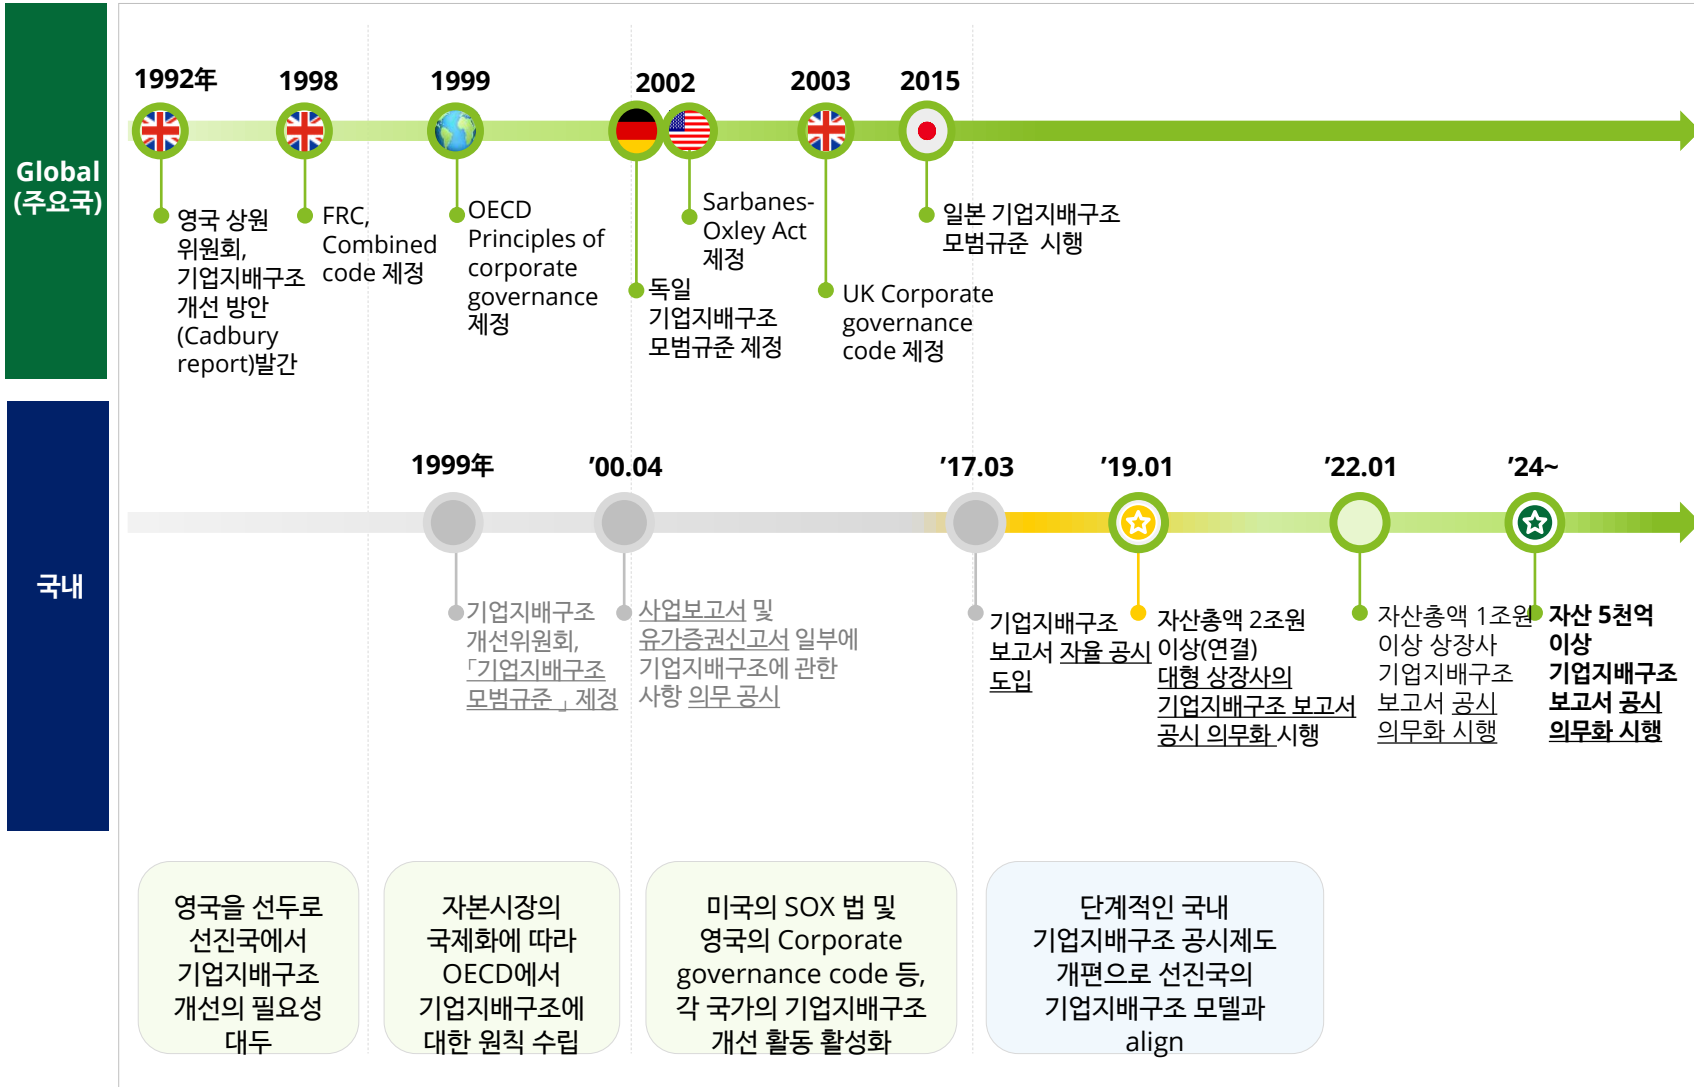 Global
(주요국)
1992年
1998
1999
2002
2003
2015
영국 상원
위원회,
기업지배구조
개선 방안
(Cadbury
report)발간
FRC,
Combined
code 제정
OECD
Principles of
corporate
governance
제정
독일
기업지배구조
모범규준 제정
Sarbanes-
Oxley Act
제정
UK Corporate
governance
code 제정
일본 기업지배구조
모범규준 시행
국내
1999年
’00.04
’17.03
’19.01
’22.01
’24~
기업지배구조
개선위원회,
「기업지배구조
모범규준 」 제정
사업보고서 및
유가증권신고서 일부에
기업지배구조에 관한
사항 의무 공시
기업지배구조
보고서 자율 공시
도입
자산총액 2조원
이상(연결)
대형 상장사의
기업지배구조 보고서
공시 의무화 시행
자산총액 1조원
이상 상장사
기업지배구조
보고서 공시
의무화 시행
자산 5천억
이상
기업지배구조
보고서 공시
의무화 시행
영국을 선두로
선진국에서
기업지배구조
개선의 필요성
대두
자본시장의
국제화에 따라
OECD에서
기업지배구조에
대한 원칙 수립
미국의 SOX 법 및
영국의 Corporate
governance code 등,
각 국가의 기업지배구조
개선 활동 활성화
단계적인 국내
기업지배구조 공시제도
개편으로 선진국의
기업지배구조 모델과
align